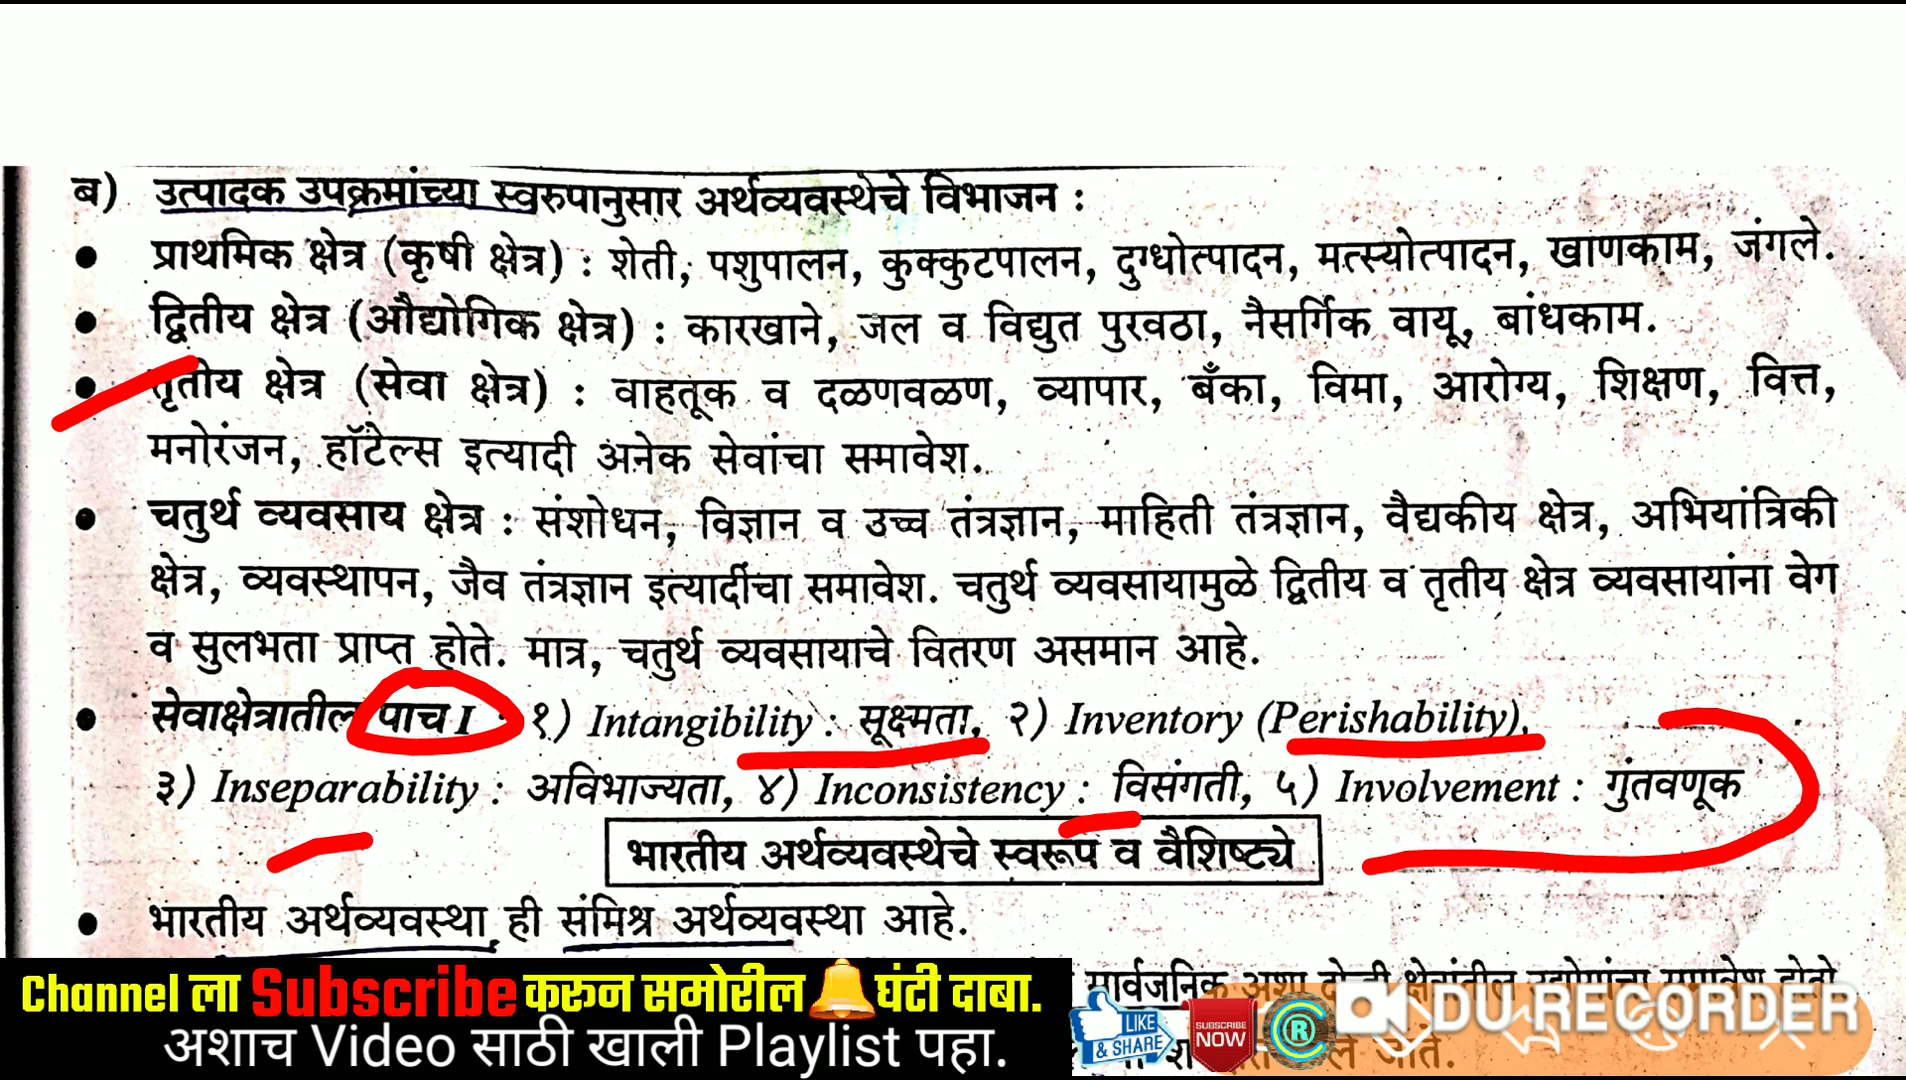 ब) उत्पादक उपक्रमांच्या स्वरुपानुसार अर्थव्यवस्थेचे विभाजन :
● प्राथमिक क्षेत्र (कृषी क्षेत्र) : शेती, पशुपालन, कुक्कुटपालन, दुग्धोत्पादन, मत्स्योत्पादन, खाणकाम, जंगले.
● द्वितीय क्षेत्र (औद्योगिक क्षेत्र) : कारखाने, जल व विद्युत पुरवठा, नैसर्गिक वायू, बांधकाम.
● तृतीय क्षेत्र (सेवा क्षेत्र) : वाहतूक व दळणवळण, व्यापार, बँका, विमा, आरोग्य, शिक्षण, वित्त,
मनोरंजन, हॉटेल्स इत्यादी अनेक सेवांचा समावेश.
● चतुर्थ व्यवसाय क्षेत्र : संशोधन, विज्ञान व उच्च तंत्रज्ञान, माहिती तंत्रज्ञान, वैद्यकीय क्षेत्र, अभियांत्रिकी
क्षेत्र, व्यवस्थापन, जैव तंत्रज्ञान इत्यादींचा समावेश. चतुर्थ व्यवसायामुळे द्वितीय व तृतीय क्षेत्र व्यवसायांना वेग
व सुलभता प्राप्त होते. मात्र, चतुर्थ व्यवसायाचे वितरण असमान आहे.
● सेवाक्षेत्रातील पाच I : १) Intangibility : सूक्ष्मता, २) Inventory (Perishability),
३) Inseparability : अविभाज्यता, ४) Inconsistency : विसंगती, ५) Involvement : गुंतवणूक
भारतीय अर्थव्यवस्थेचे स्वरूप व वैशिष्ट्ये
● भारतीय अर्थव्यवस्था ही संमिश्र अर्थव्यवस्था आहे.
सार्वजनिक अशा दोन्ही क्षेत्रांतील उद्योगांचा समावेश होतो
Channel ला Subscribe करून समोरील घंटी दाबा.
अशाच Video साठी खाली Playlist पहा.
LIKE & SHARE
SUBSCRIBE NOW
R
DU RECORDER
जाते.